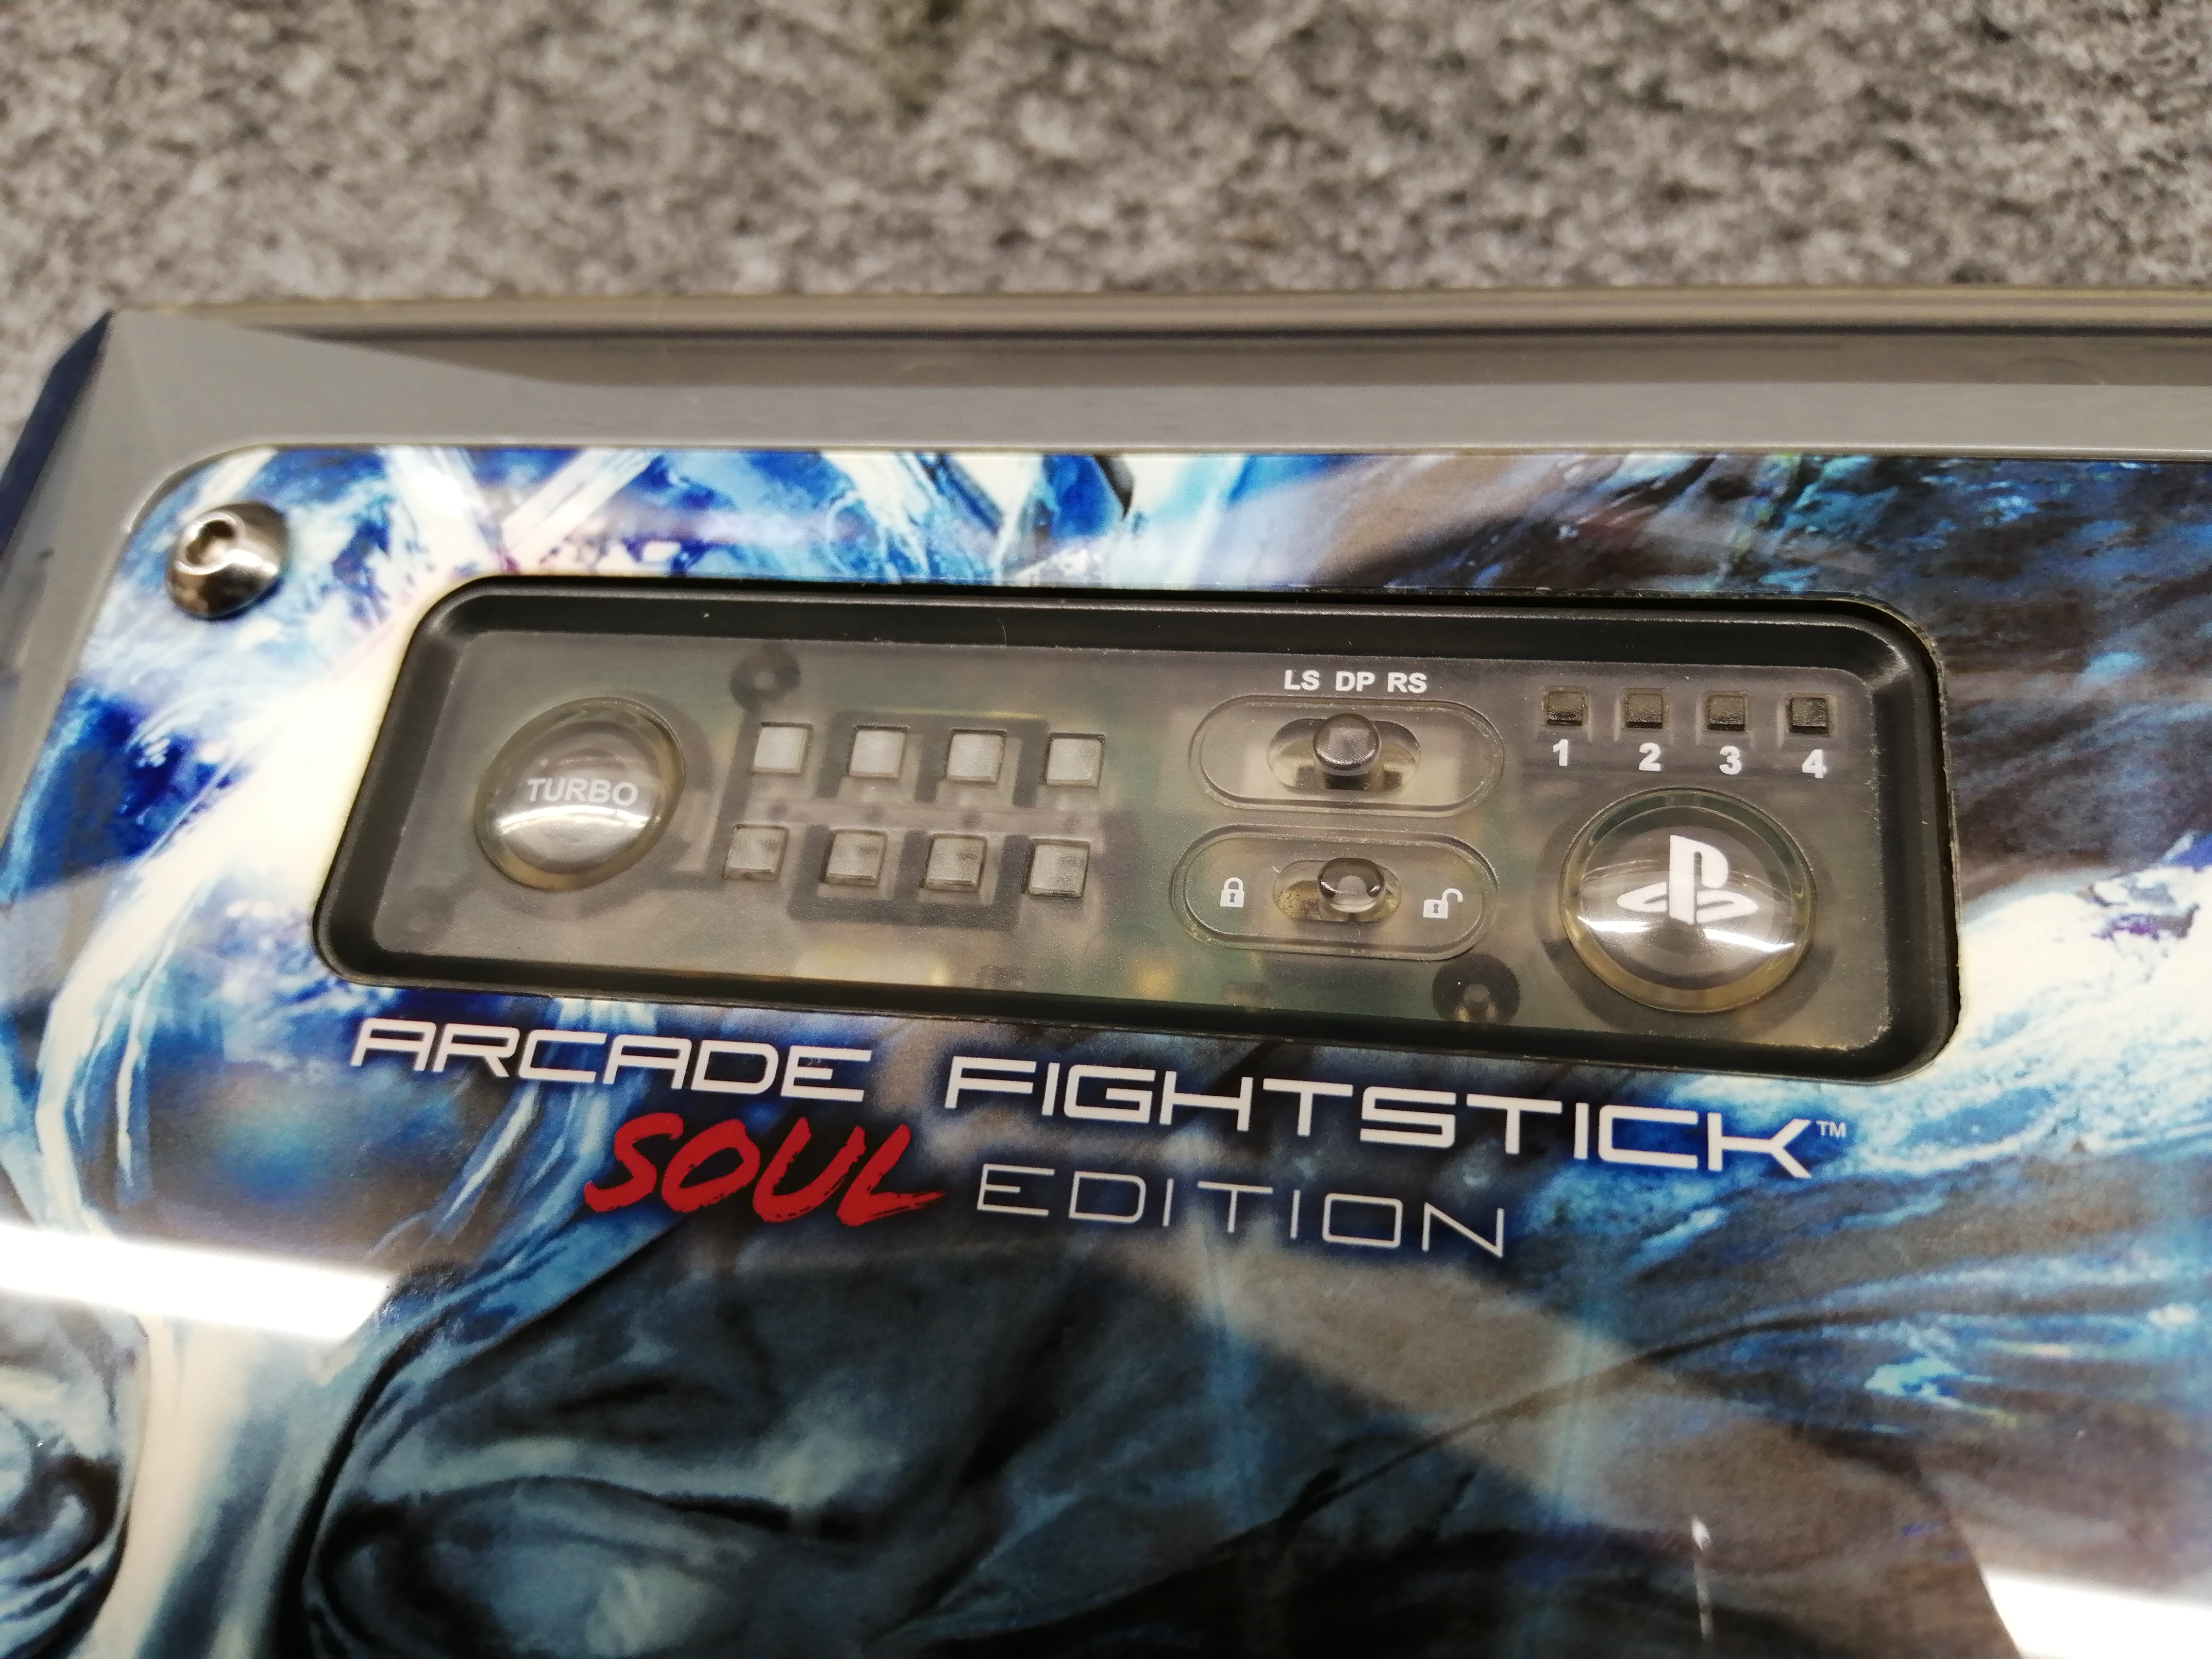 LS DP RS
1 2 3 4
TURBO
ARCADE FIGHTSTICK™
SOUL EDITION